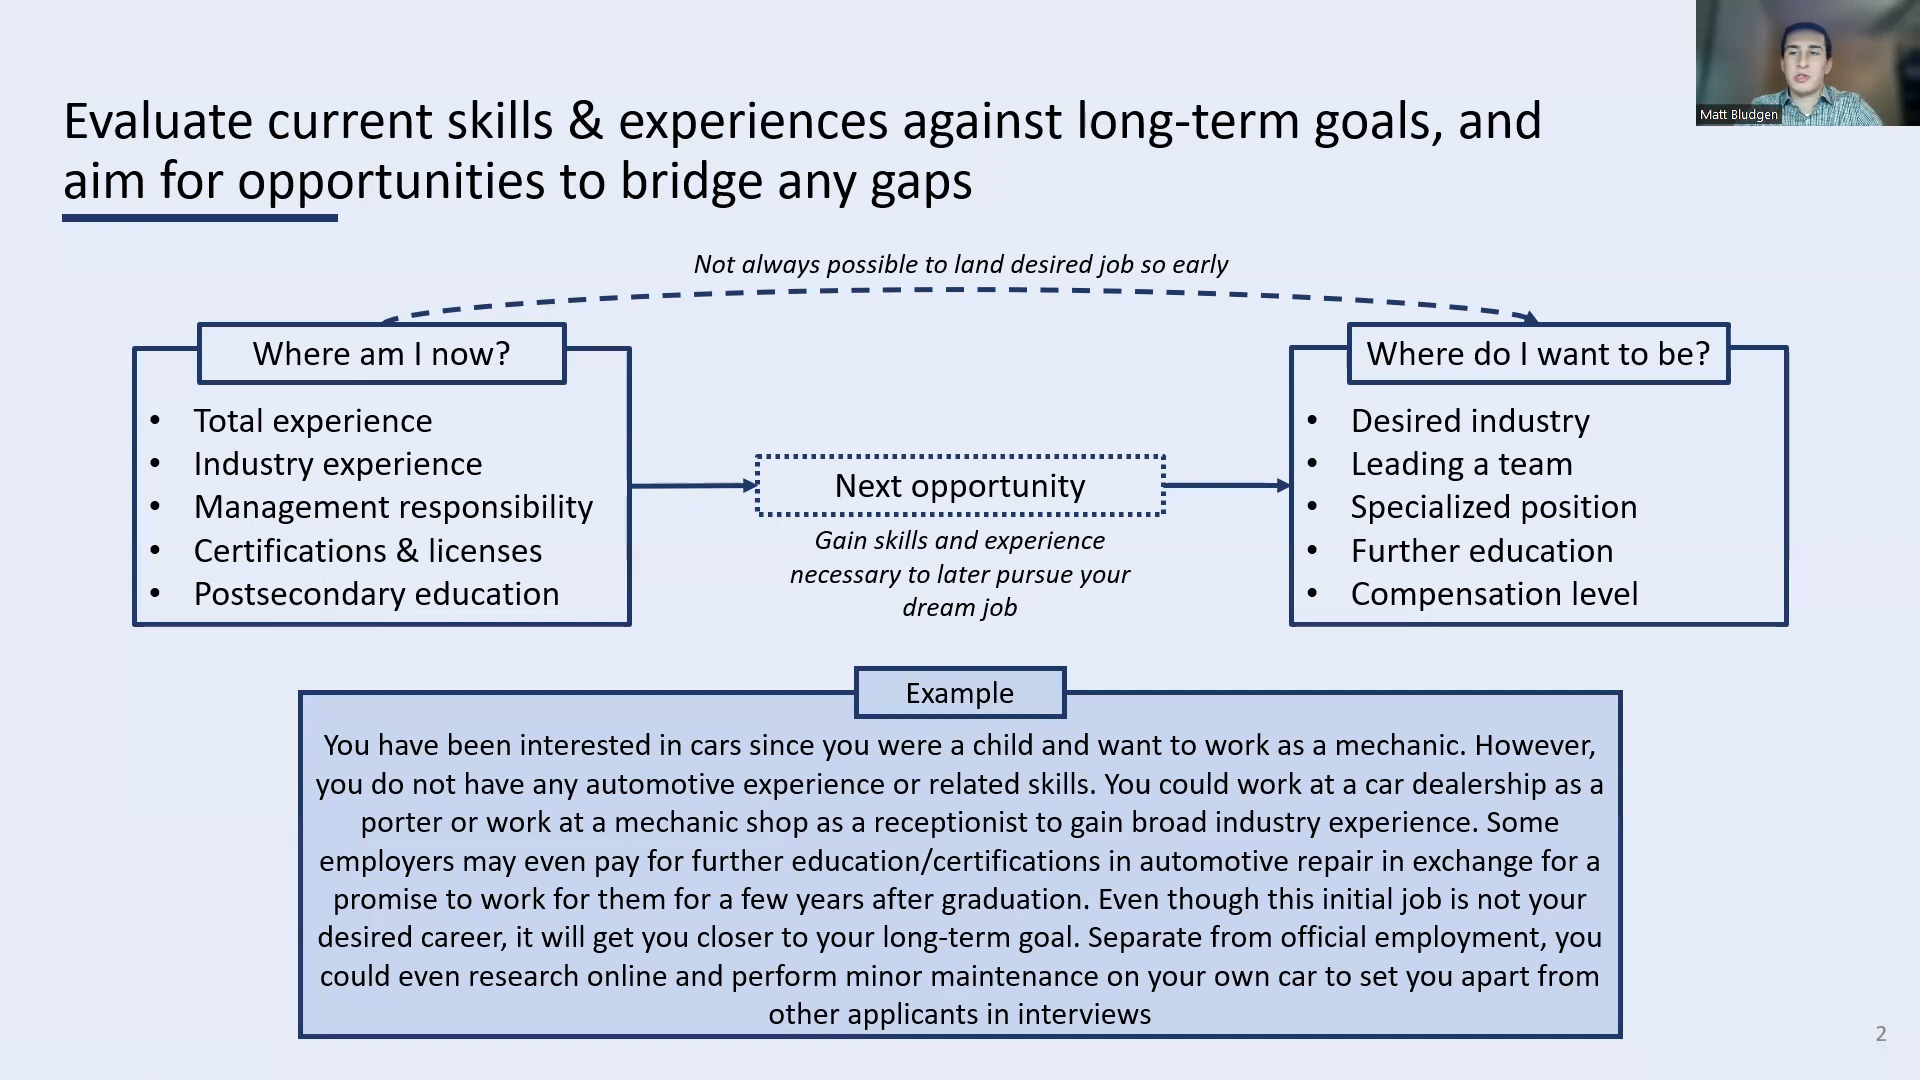 Matt Bludgen
Evaluate current skills & experiences against long-term goals, and
aim for opportunities to bridge any gaps
Not always possible to land desired job so early
Where am I now?
• Total experience
• Industry experience
• Management responsibility
• Certifications & licenses
• Postsecondary education
Next opportunity
Gain skills and experience
necessary to later pursue your
dream job
Where do I want to be?
• Desired industry
• Leading a team
• Specialized position
• Further education
• Compensation level
Example
You have been interested in cars since you were a child and want to work as a mechanic. However,
you do not have any automotive experience or related skills. You could work at a car dealership as a
porter or work at a mechanic shop as a receptionist to gain broad industry experience. Some
employers may even pay for further education/certifications in automotive repair in exchange for a
promise to work for them for a few years after graduation. Even though this initial job is not your
desired career, it will get you closer to your long-term goal. Separate from official employment, you
could even research online and perform minor maintenance on your own car to set you apart from
other applicants in interviews
2